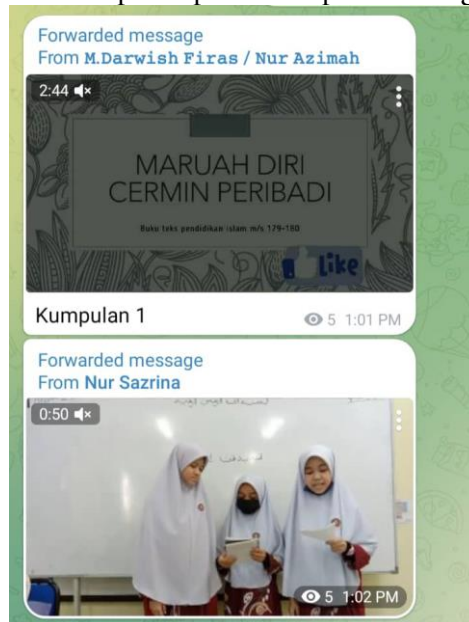 Forwarded message
From M.Darwish Firas / Nur Azimah
2:44
MARUAH DIRI
CERMIN PERIBADI
Buku teks pendidikan islam m/s 179-180
like
Kumpulan 1
5 1:01 PM
Forwarded message
From Nur Sazrina
0:50
5 1:02 PM